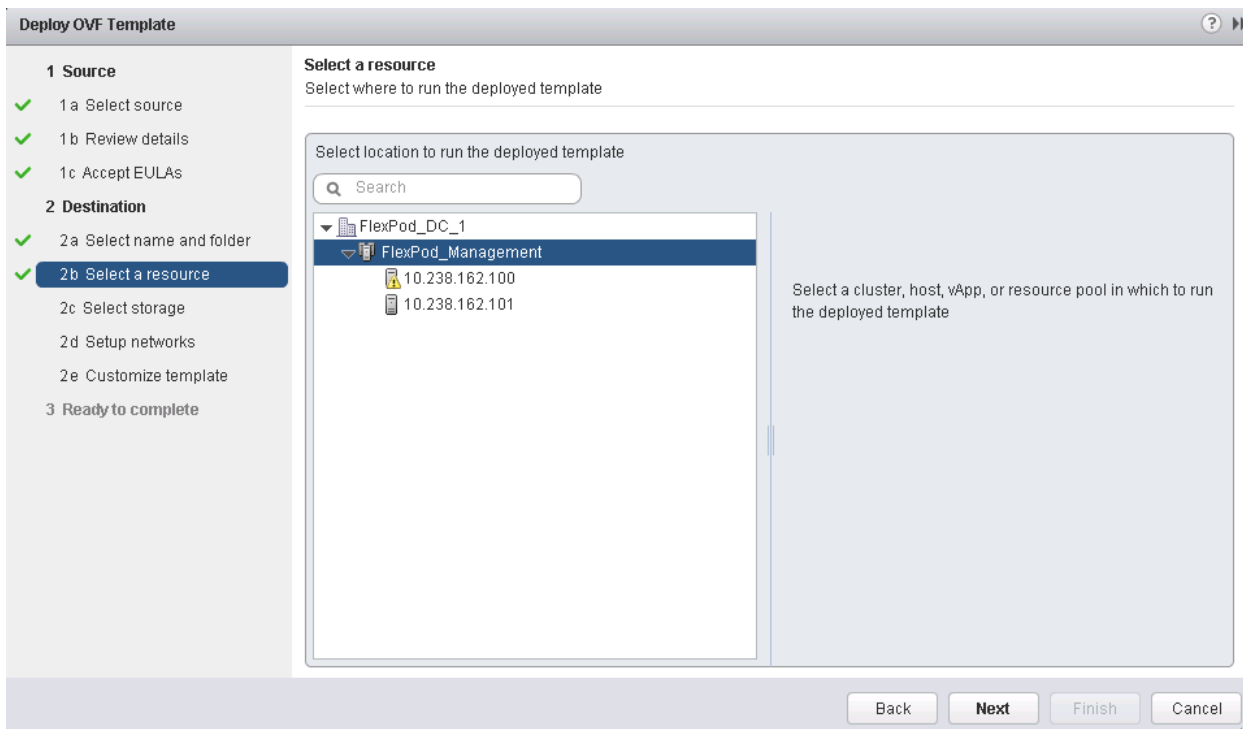 Deploy OVF Template
?
1 Source
1a Select source
1b Review details
1c Accept EULAs
2 Destination
2a Select name and folder
2b Select a resource
2c Select storage
2d Setup networks
2e Customize template
3 Ready to complete
Select a resource
Select where to run the deployed template
Select location to run the deployed template
Search
FlexPod_DC_1
FlexPod_Management
10.238.162.100
10.238.162.101
Select a cluster, host, vApp, or resource pool in which to run
the deployed template
Back Next Finish Cancel